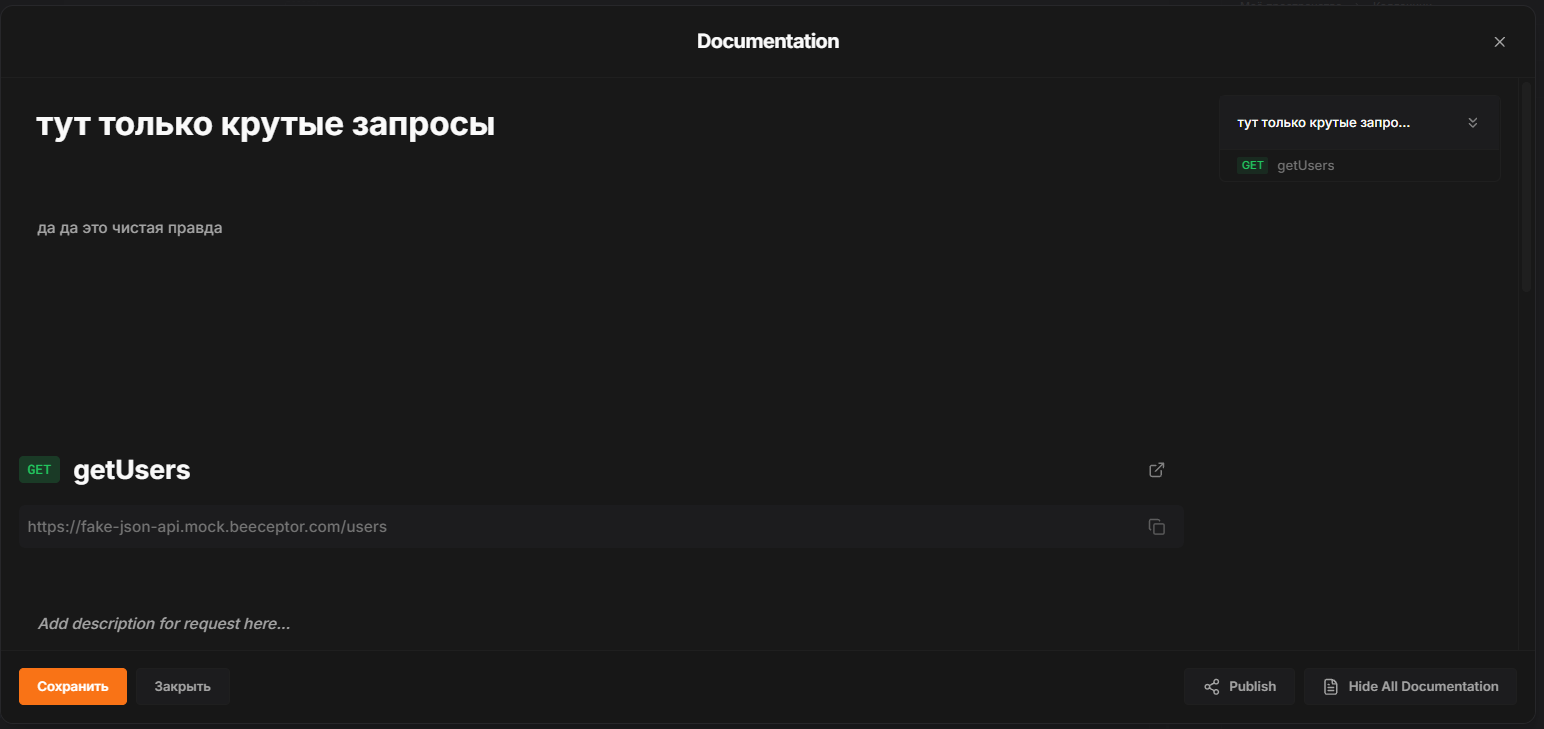 Documentation
тут только крутые запросы
тут только крутые запро...
GET getUsers
да да это чистая правда
GET getUsers
https://fake-json-api.mock.beeceptor.com/users
Add description for request here...
Сохранить Закрыть Publish Hide All Documentation